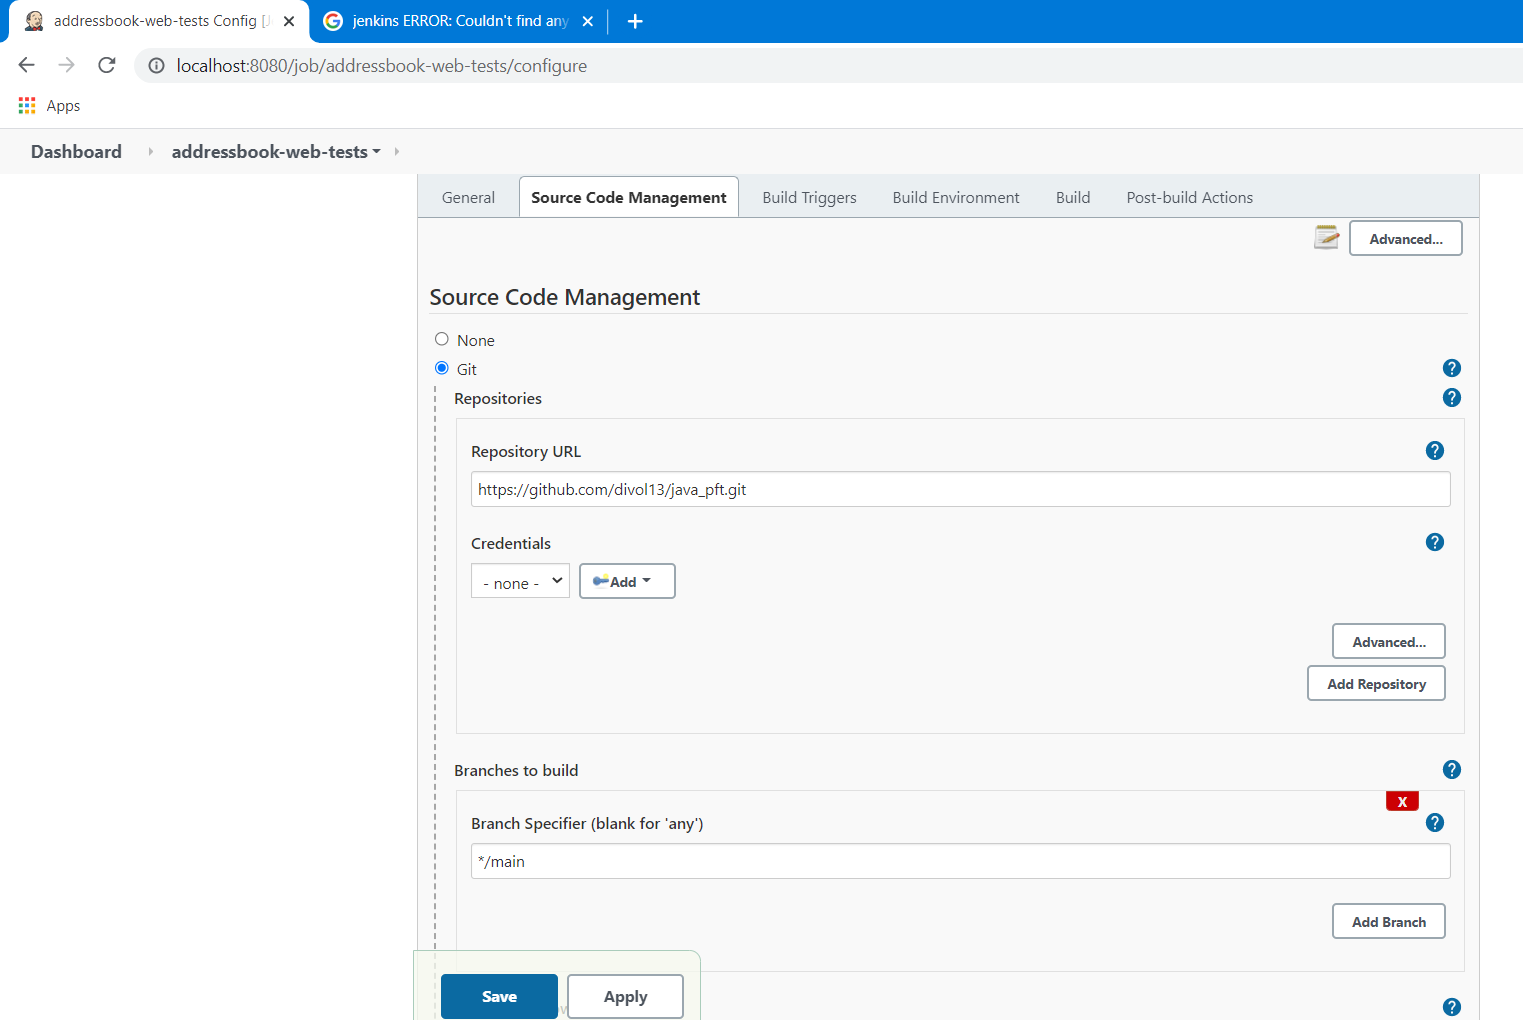 addressbook-web-tests Config [J
jenkins ERROR: Couldn't find any
localhost:8080/job/addressbook-web-tests/configure
Apps
Dashboard
addressbook-web-tests
General
Source Code Management
Build Triggers
Build Environment
Build
Post-build Actions
Advanced...
Source Code Management
None
Git
?
Repositories
?
Repository URL
?
https://github.com/divol13/java_pft.git
Credentials
?
- none -
Add
Advanced...
Add Repository
Branches to build
?
X
Branch Specifier (blank for 'any')
?
*/main
Add Branch
Save
Apply
?